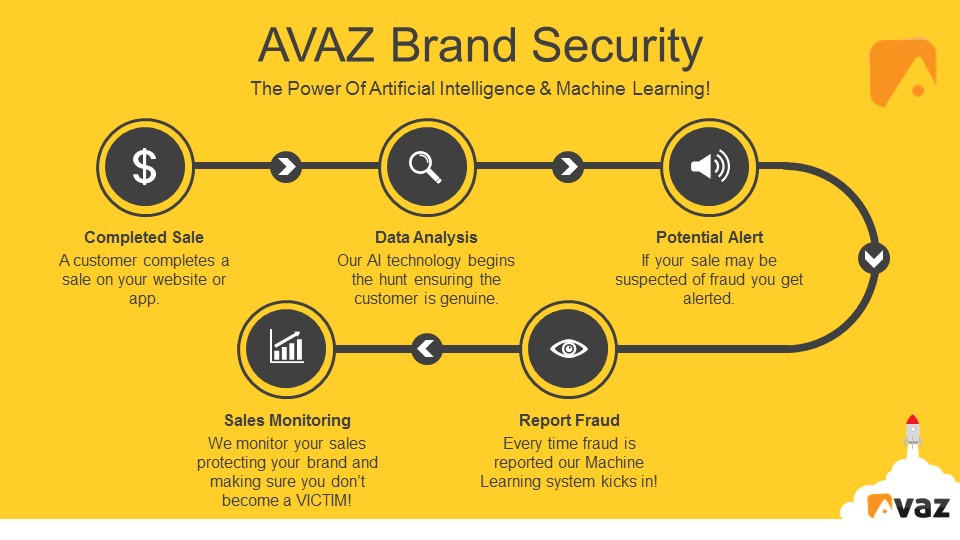 AVAZ Brand Security
The Power Of Artificial Intelligence & Machine Learning!
$
Completed Sale
A customer completes a
sale on your website or
app.
Data Analysis
Our AI technology begins
the hunt ensuring the
customer is genuine.
Potential Alert
If your sale may be
suspected of fraud you get
alerted.
Sales Monitoring
We monitor your sales
protecting your brand and
making sure you don’t
become a VICTIM!
Report Fraud
Every time fraud is
reported our Machine
Learning system kicks in!
Avaz